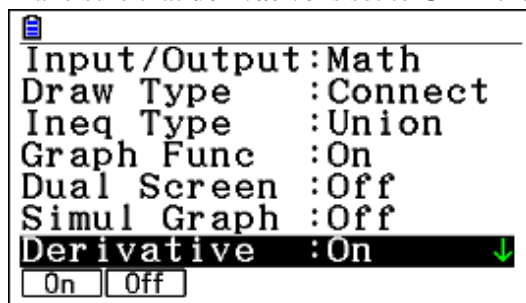 Input/Output:Math
Draw Type :Connect
Ineq Type :Union
Graph Func :On
Dual Screen :Off
Simul Graph :Off
Derivative :On ↓
On Off